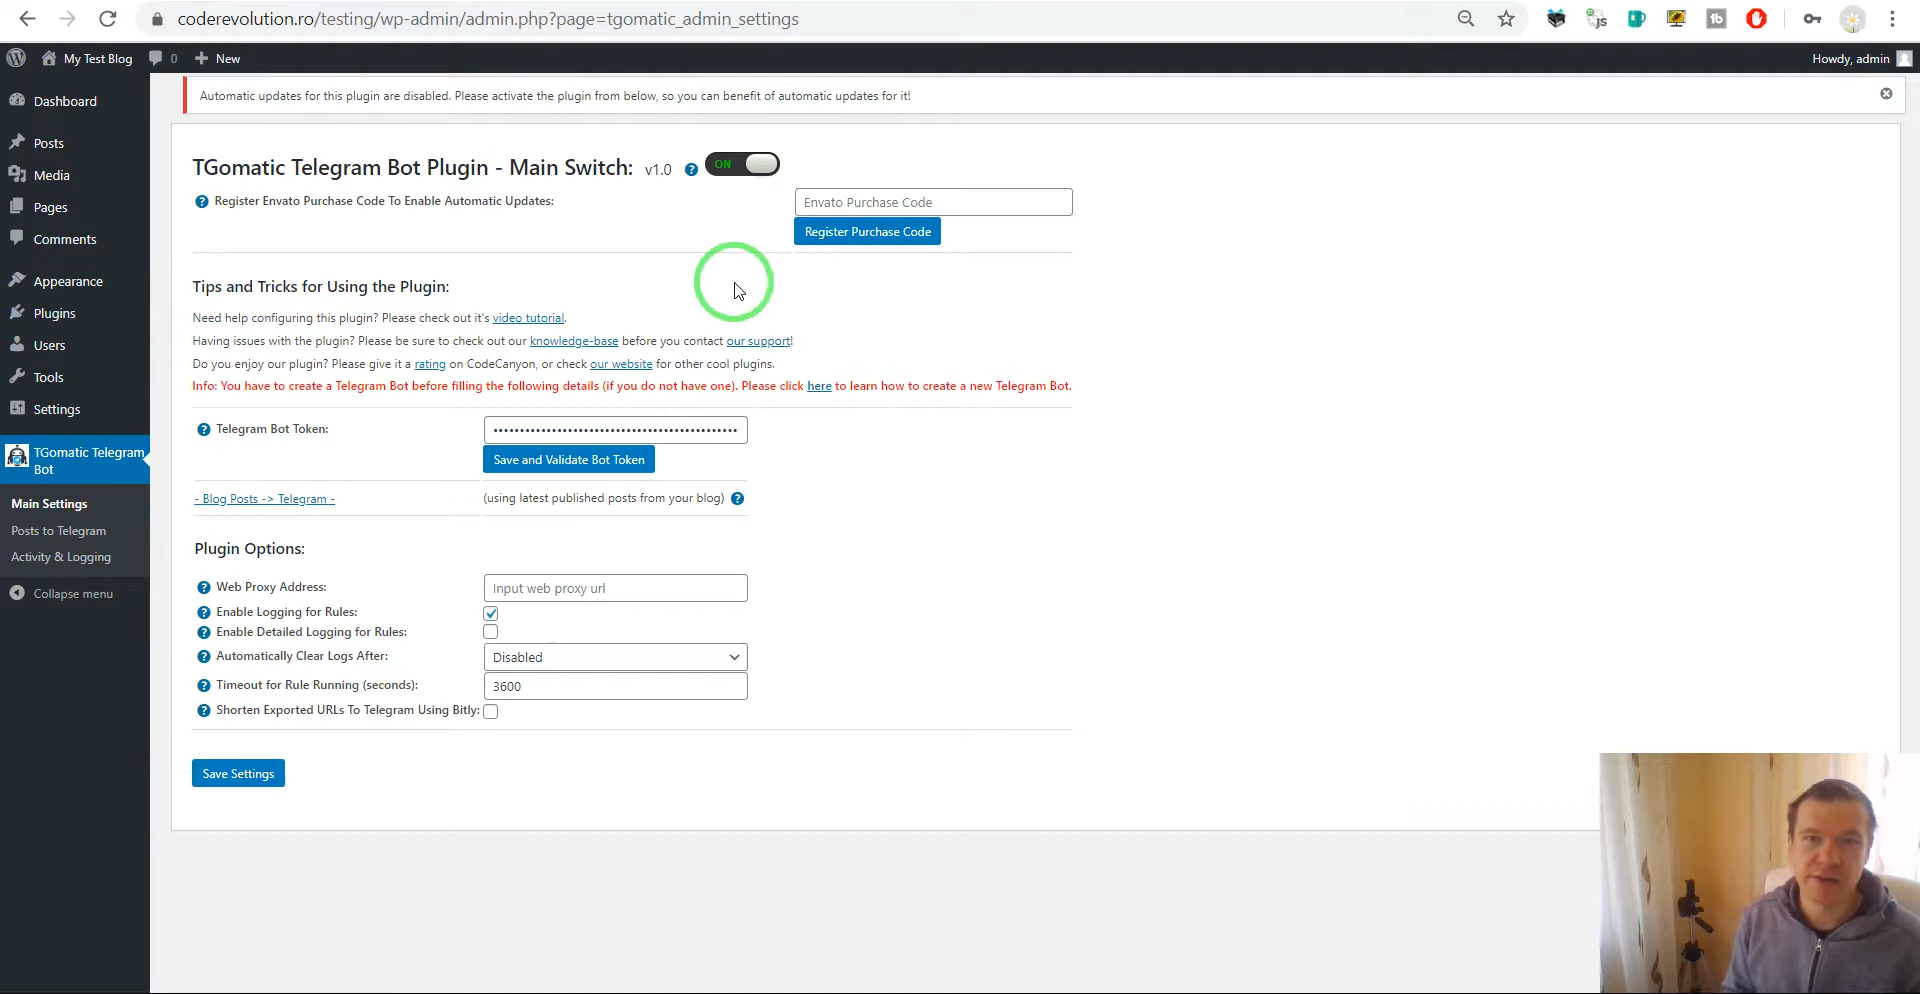 coderevolution.ro/testing/wp-admin/admin.php?page=tgomatic_admin_settings
My Test Blog
0
New
Howdy, admin
Dashboard
Posts
Media
Pages
Comments
Appearance
Plugins
Users
Tools
Settings
TGomatic Telegram
Bot
Main Settings
Posts to Telegram
Activity & Logging
Collapse menu
Automatic updates for this plugin are disabled. Please activate the plugin from below, so you can benefit of automatic updates for it!
TGomatic Telegram Bot Plugin - Main Switch: v1.0 ? ON
? Register Envato Purchase Code To Enable Automatic Updates:
Envato Purchase Code
Register Purchase Code
Tips and Tricks for Using the Plugin:
Need help configuring this plugin? Please check out it's video tutorial.
Having issues with the plugin? Please be sure to check out our knowledge-base before you contact our support!
Do you enjoy our plugin? Please give it a rating on CodeCanyon, or check our website for other cool plugins.
Info: You have to create a Telegram Bot before filling the following details (if you do not have one). Please click here to learn how to create a new Telegram Bot.
? Telegram Bot Token:
Save and Validate Bot Token
- Blog Posts -> Telegram - (using latest published posts from your blog) ?
Plugin Options:
? Web Proxy Address: Input web proxy url
? Enable Logging for Rules:
? Enable Detailed Logging for Rules:
? Automatically Clear Logs After: Disabled
? Timeout for Rule Running (seconds): 3600
? Shorten Exported URLs To Telegram Using Bitly:
Save Settings